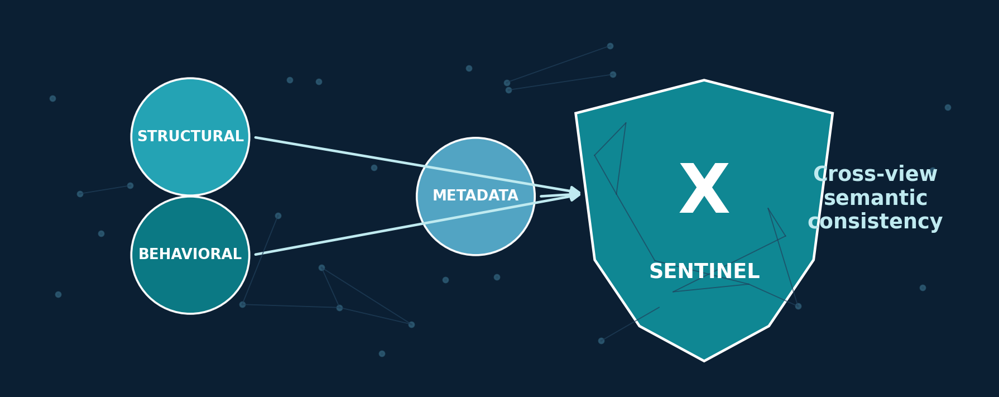 STRUCTURAL
BEHAVIORAL
METADATA
X
SENTINEL
Cross-view
semantic
consistency